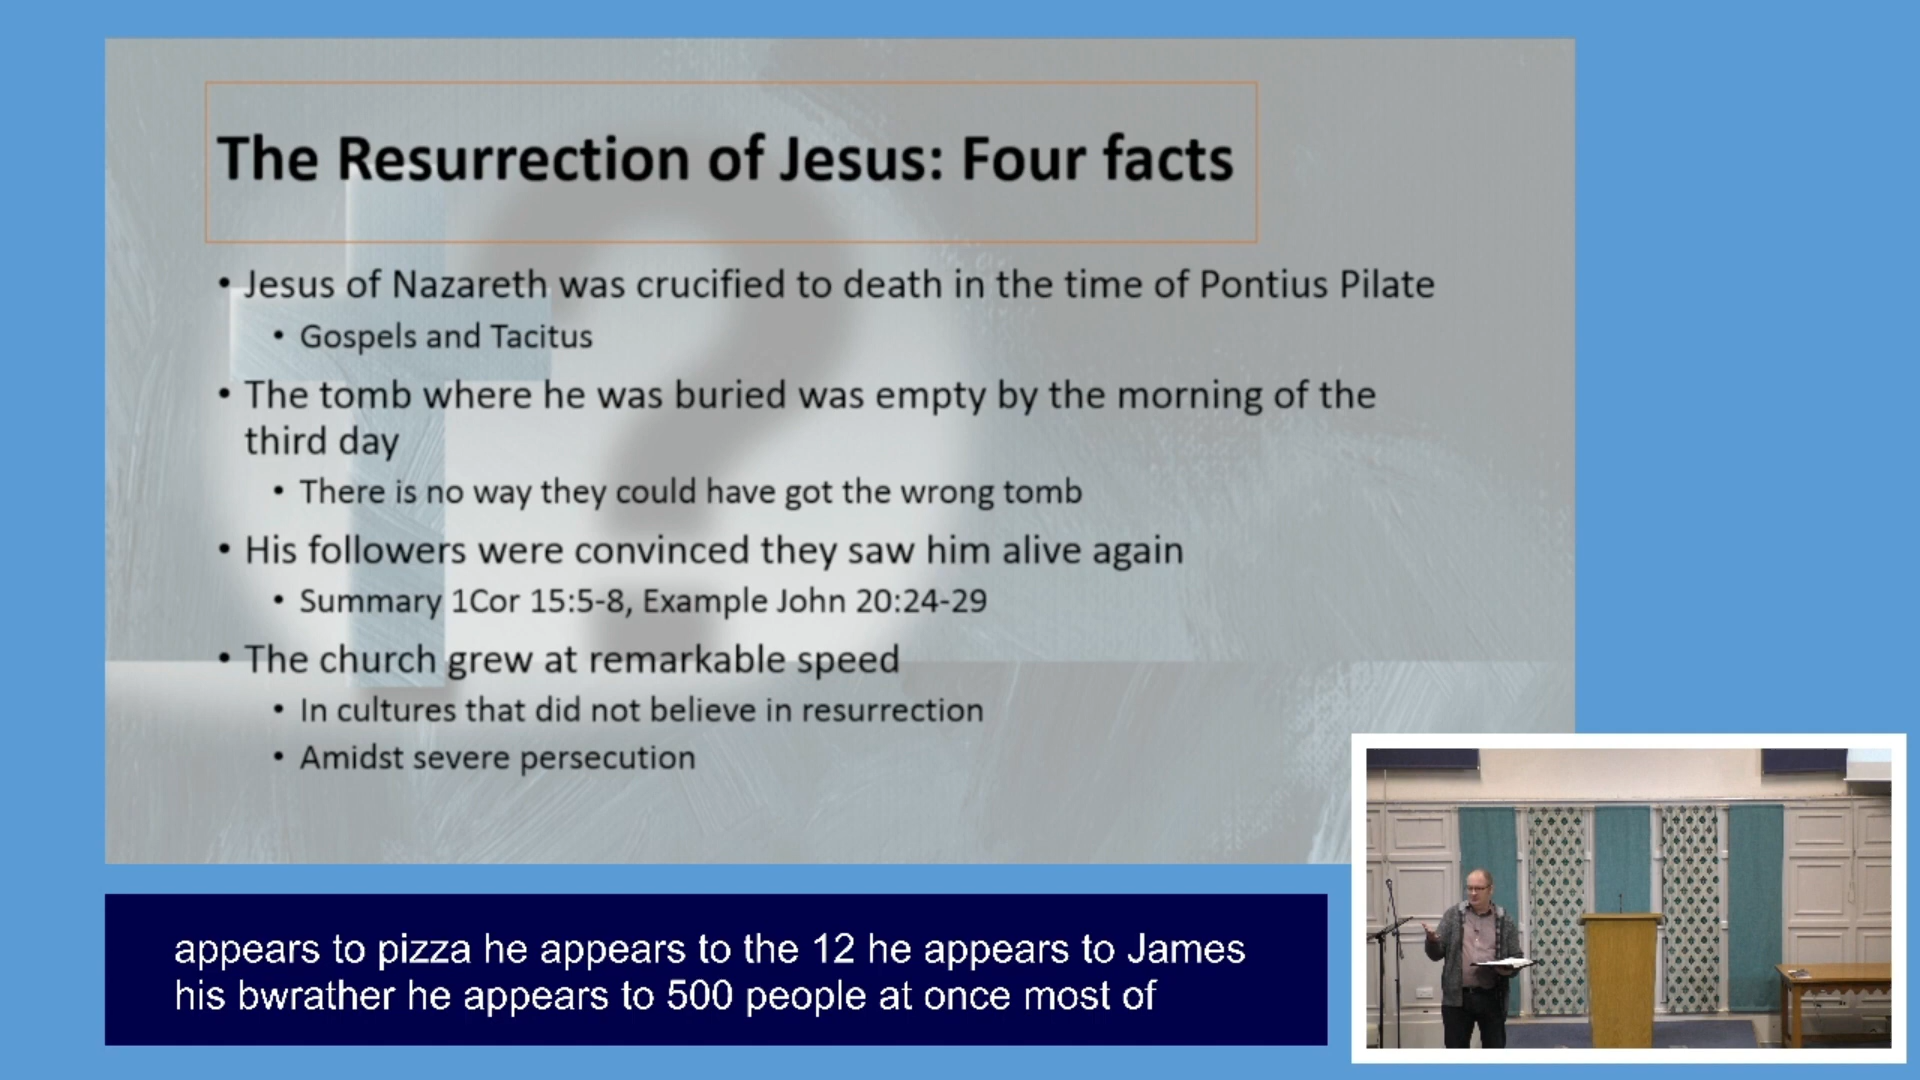 The Resurrection of Jesus: Four facts
• Jesus of Nazareth was crucified to death in the time of Pontius Pilate
• Gospels and Tacitus
• The tomb where he was buried was empty by the morning of the
third day
• There is no way they could have got the wrong tomb
• His followers were convinced they saw him alive again
• Summary 1Cor 15:5-8, Example John 20:24-29
• The church grew at remarkable speed
• In cultures that did not believe in resurrection
• Amidst severe persecution
appears to pizza he appears to the 12 he appears to James
his bwrather he appears to 500 people at once most of